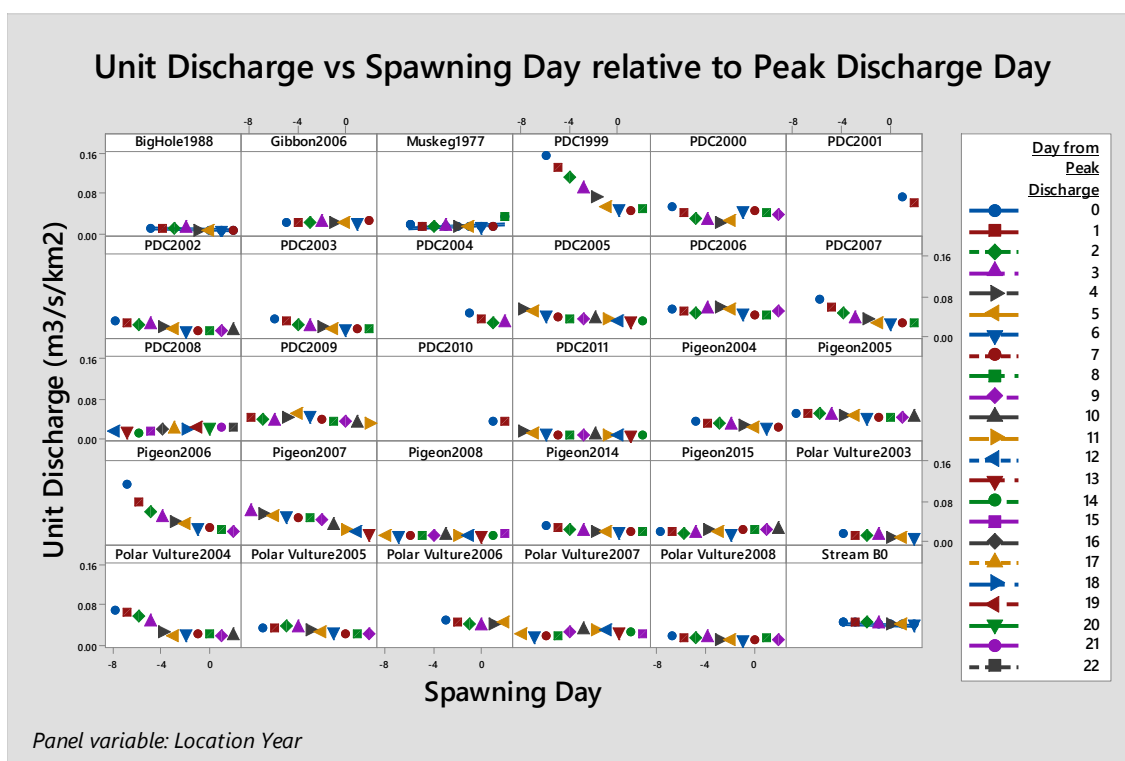 Unit Discharge vs Spawning Day relative to Peak Discharge Day
-8 -4 0 -8 -4 0 -8 -4 0
BigHole1988 Gibbon2006 Muskeg1977 PDC1999 PDC2000 PDC2001
0.16
0.08
0.00
PDC2002 PDC2003 PDC2004 PDC2005 PDC2006 PDC2007
0.16
0.08
0.00
PDC2008 PDC2009 PDC2010 PDC2011 Pigeon2004 Pigeon2005
0.16
0.08
0.00
Pigeon2006 Pigeon2007 Pigeon2008 Pigeon2014 Pigeon2015 Polar Vulture2003
0.16
0.08
0.00
Polar Vulture2004 Polar Vulture2005 Polar Vulture2006 Polar Vulture2007 Polar Vulture2008 Stream B0
0.16
0.08
0.00
-8 -4 0 -8 -4 0 -8 -4 0
Unit Discharge (m3/s/km2)
Spawning Day
Day from
Peak
Discharge
0
1
2
3
4
5
6
7
8
9
10
11
12
13
14
15
16
17
18
19
20
21
22
Panel variable: Location Year